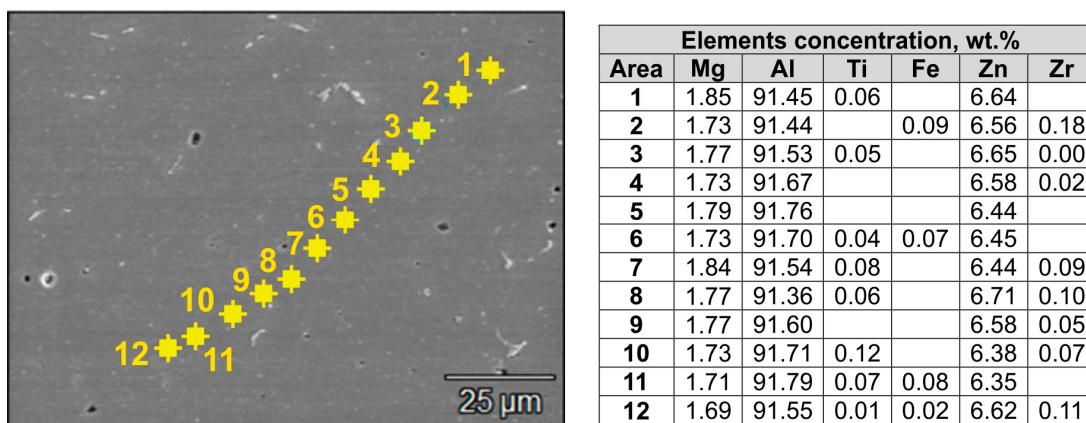 1
2
3
4
5
6
7
8
9
10
12
11
25 µm
Elements concentration, wt.%
Area Mg Al Ti Fe Zn Zr
1 1.85 91.45 0.06 6.64
2 1.73 91.44 0.09 6.56 0.18
3 1.77 91.53 0.05 6.65 0.00
4 1.73 91.67 6.58 0.02
5 1.79 91.76 6.44
6 1.73 91.70 0.04 0.07 6.45
7 1.84 91.54 0.08 6.44 0.09
8 1.77 91.36 0.06 6.71 0.10
9 1.77 91.60 6.58 0.05
10 1.73 91.71 0.12 6.38 0.07
11 1.71 91.79 0.07 0.08 6.35
12 1.69 91.55 0.01 0.02 6.62 0.11